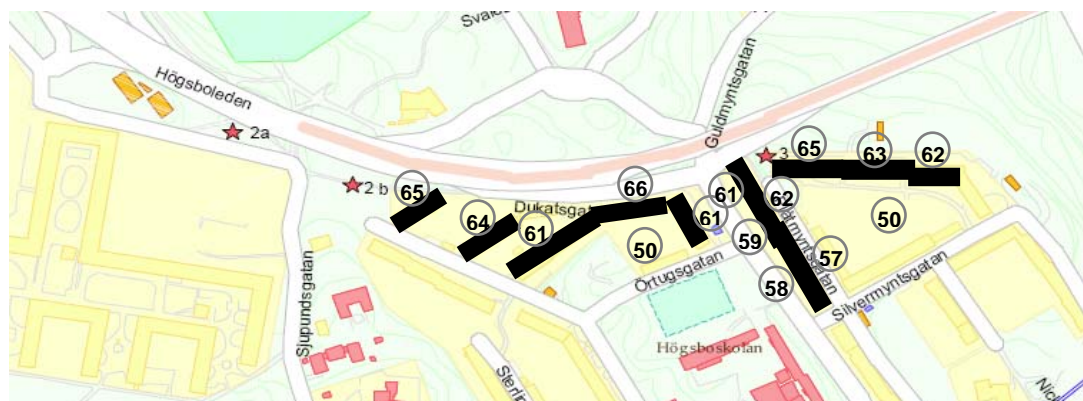 Högsboleden
2a
2 b
Guldmyntsgatan
3
65
63
62
65
64
61
Dukatsgat
66
50
61
61
62
59
58
57
50
Örtugsgatan
Silvermyntsgatan
Sjupundsgatan
Högsboskolan